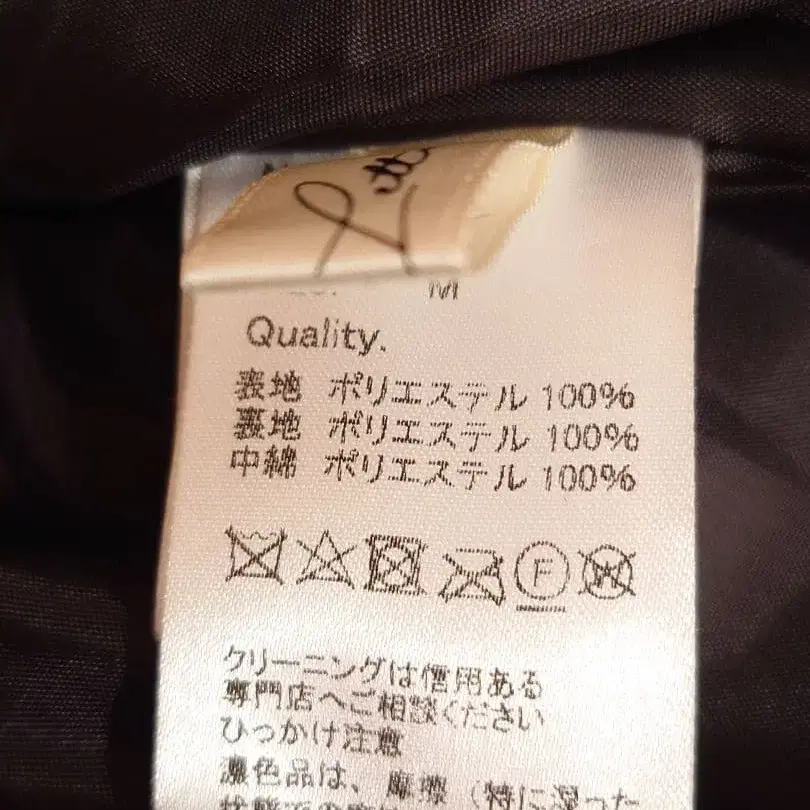 M
Quality.
表地 ポリエステル 100%
裏地 ポリエステル 100%
中綿 ポリエステル 100%
F
W
クリーニングは信用ある
専門店へご相談ください
ひっかけ注意
濃色品は、摩擦（特に湿った